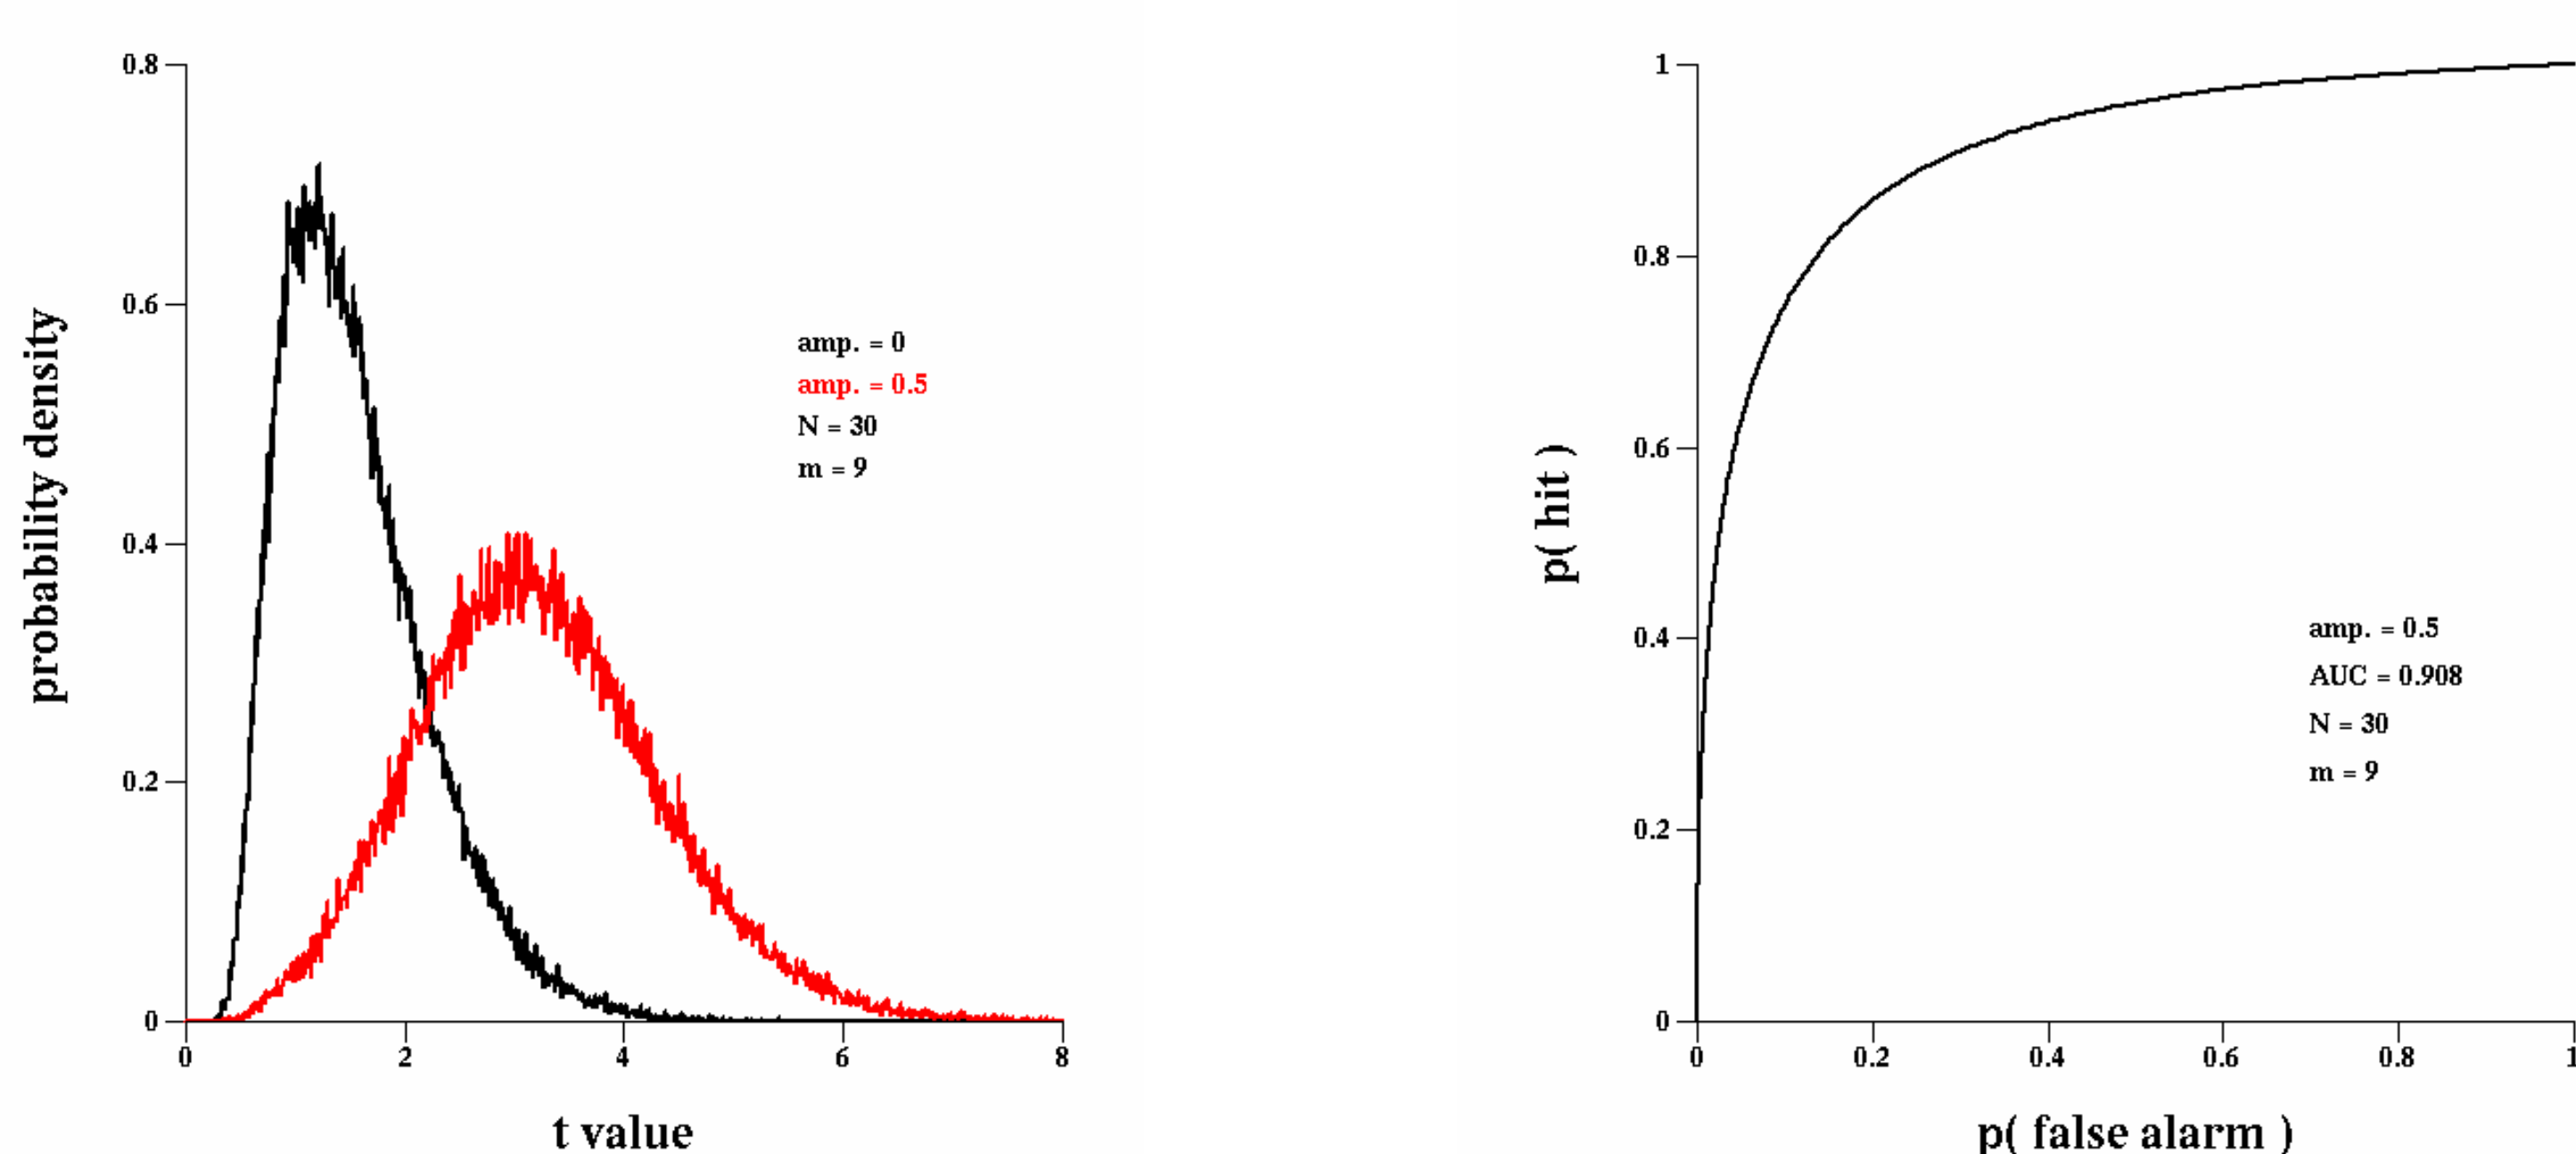 probability density
0.8
0.6
0.4
0.2
0
0 2 4 6 8
t value
amp. = 0
amp. = 0.5
N = 30
m = 9
p( hit )
1
0.8
0.6
0.4
0.2
0
0 0.2 0.4 0.6 0.8 1
p( false alarm )
amp. = 0.5
AUC = 0.908
N = 30
m = 9